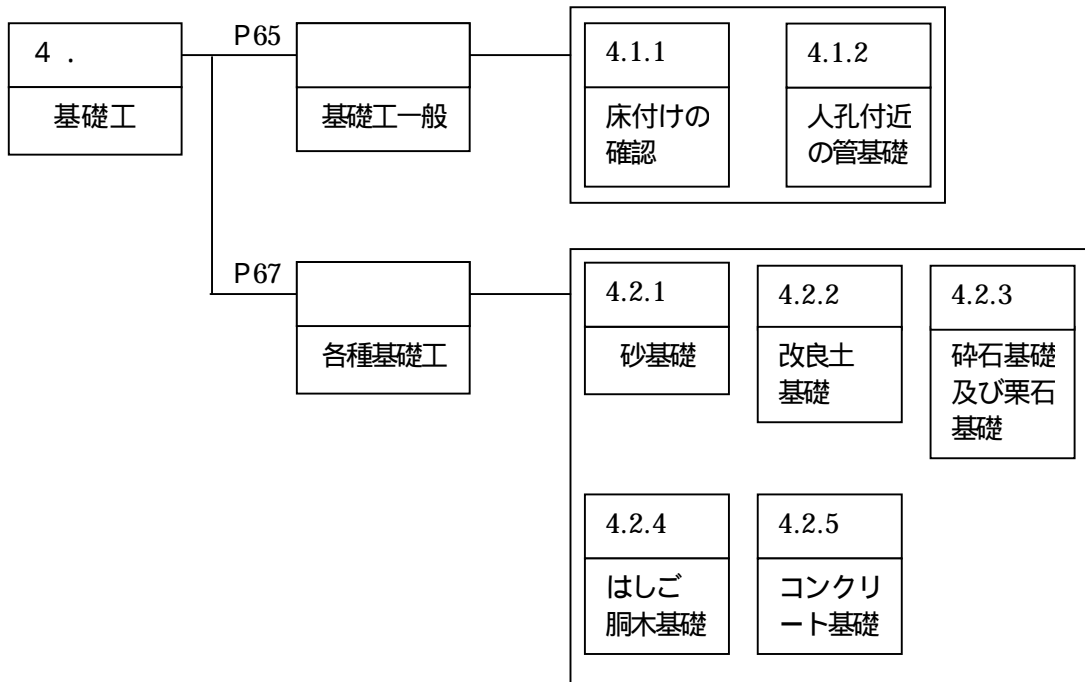 4．
基礎工
P65
基礎工一般
4.1.1
床付けの
確認
4.1.2
人孔付近
の管基礎
P67
各種基礎工
4.2.1
砂基礎
4.2.2
改良土
基礎
4.2.3
砕石基礎
及び栗石
基礎
4.2.4
はしご
胴木基礎
4.2.5
コンクリ
ート基礎